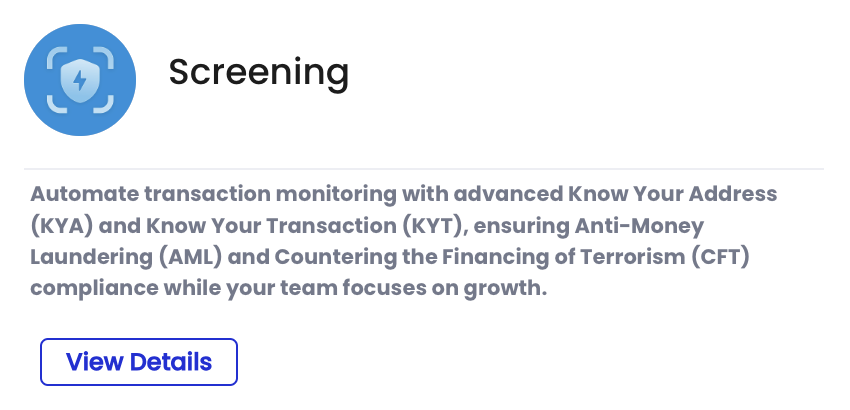 Screening
Automate transaction monitoring with advanced Know Your Address
(KYA) and Know Your Transaction (KYT), ensuring Anti-Money
Laundering (AML) and Countering the Financing of Terrorism (CFT)
compliance while your team focuses on growth.
View Details